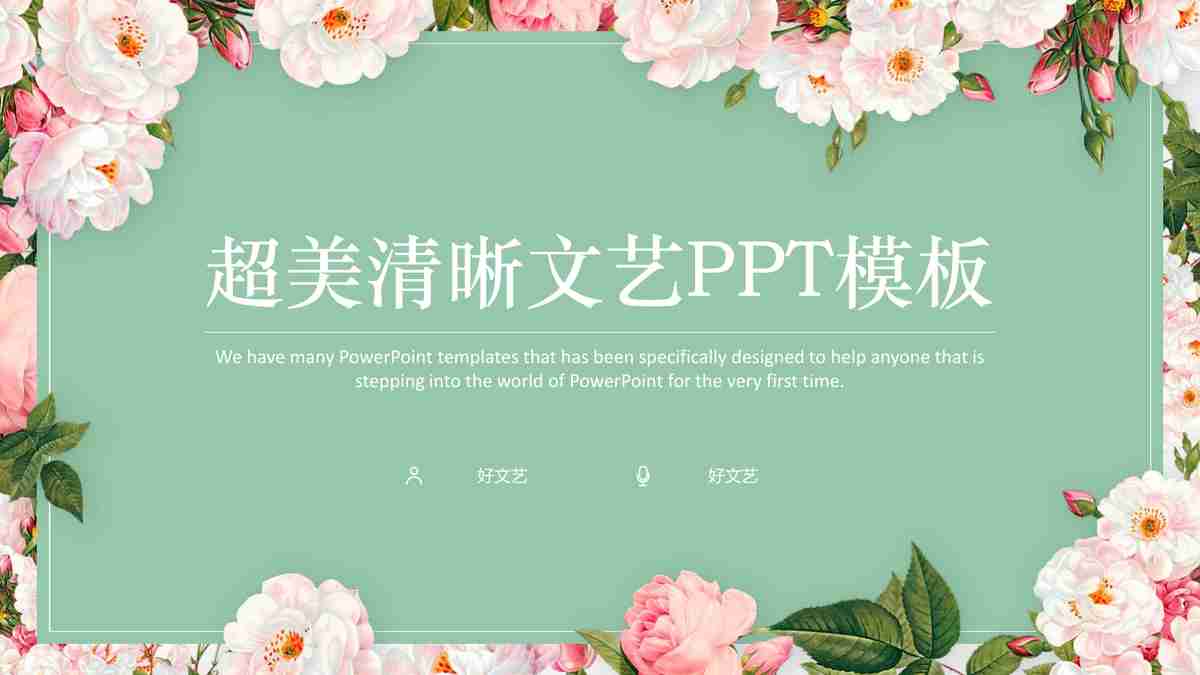 超美清晰文艺PPT模板
We have many PowerPoint templates that has been specifically designed to help anyone that is
stepping into the world of PowerPoint for the very first time.
好文艺 好文艺